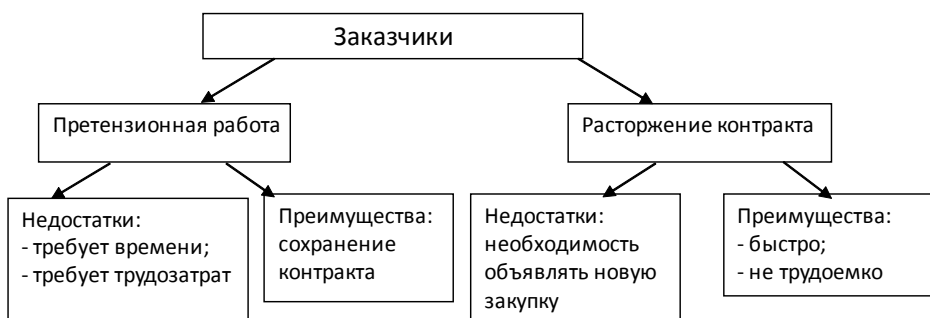 Заказчики
Претензионная работа
Расторжение контракта
Недостатки:
- требует времени;
- требует трудозатрат
Преимущества:
сохранение
контракта
Недостатки:
необходимость
объявлять новую
закупку
Преимущества:
- быстро;
- не трудоемко